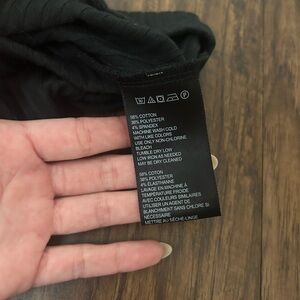 58% COTTON
38% POLYESTER
4% SPANDEX
MACHINE WASH COLD
WITH LIKE COLORS
USE ONLY NON-CHLORINE
BLEACH
TUMBLE DRY LOW
LOW IRON AS NEEDED
MAY BE DRY CLEANED
58% COTON
38% POLYESTER
4% ÉLASTHANNE
LAVAGE EN MACHINE À
TEMPÉRATURE FROIDE
AVEC COULEURS SIMILAIRES
UTILISER UN AGENT DE
BLANCHIMENT SANS CHLORE SI
NÉCESSAIRE
METTRE AU SÈCHE-LINGE